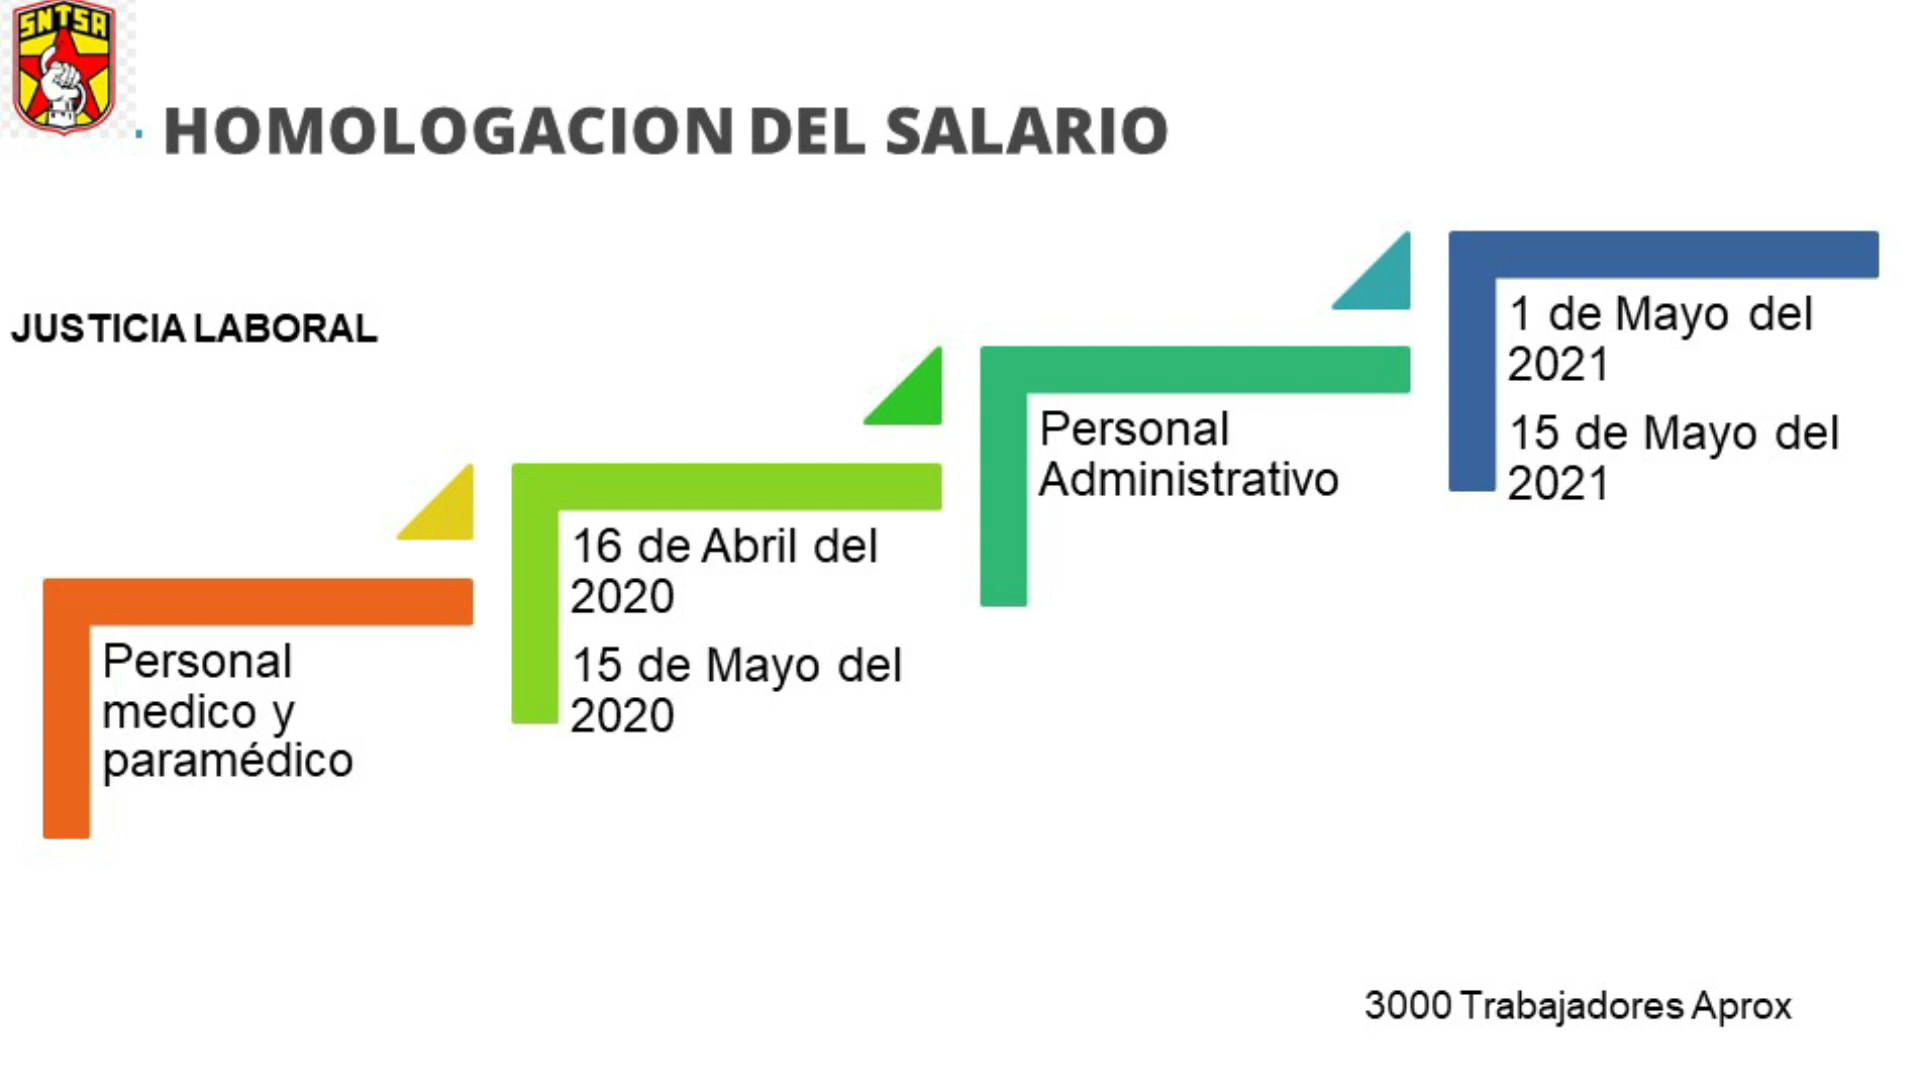 SNTSA
HOMOLOGACION DEL SALARIO
JUSTICIA LABORAL
Personal
medico y
paramédico
16 de Abril del
2020
15 de Mayo del
2020
Personal
Administrativo
1 de Mayo del
2021
15 de Mayo del
2021
3000 Trabajadores Aprox